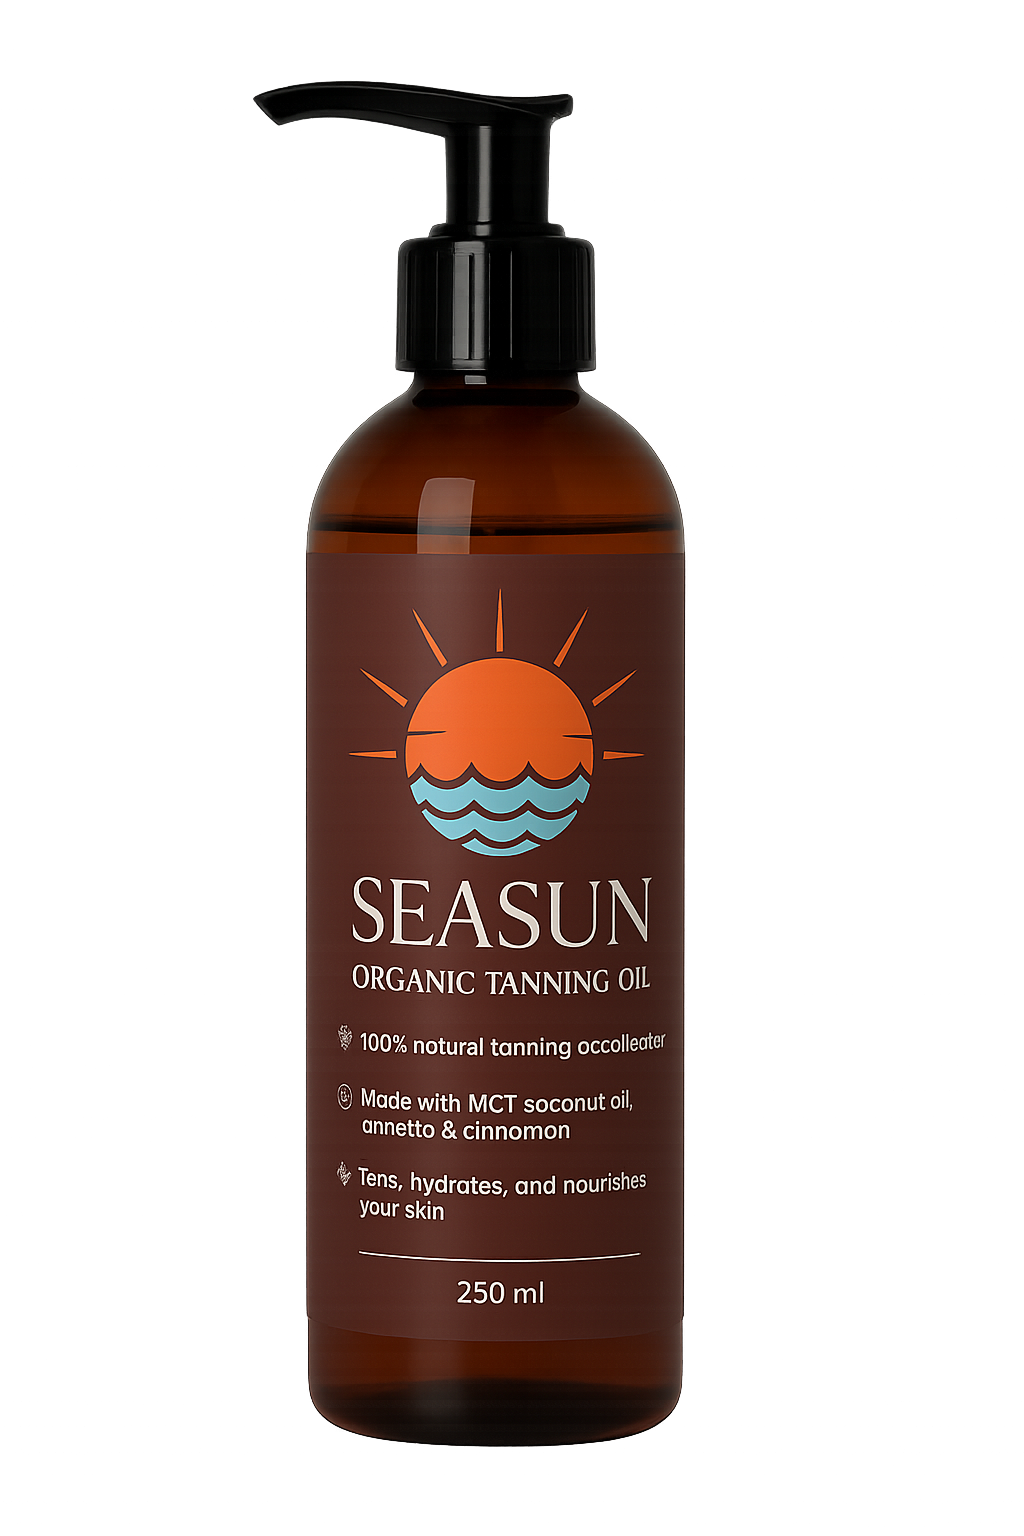 SEASUN
ORGANIC TANNING OIL
100% notural tanning occolleater
Made with MCT soconut oil,
annetto & cinnomon
Tens, hydrates, and nourishes
your skin
250 ml